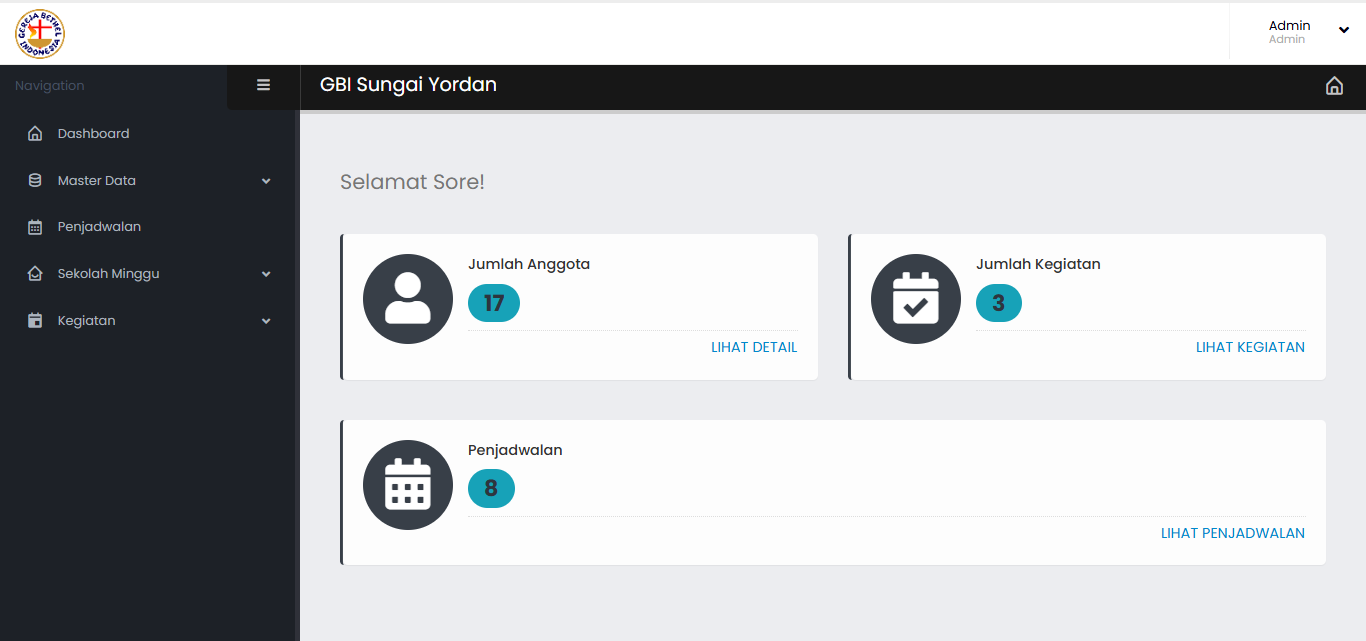 GEREJA BETHEL
INDONESIA
Admin
Admin
Navigation
GBI Sungai Yordan
Dashboard
Master Data
Penjadwalan
Sekolah Minggu
Kegiatan
Selamat Sore!
Jumlah Anggota
17
LIHAT DETAIL
Jumlah Kegiatan
3
LIHAT KEGIATAN
Penjadwalan
8
LIHAT PENJADWALAN